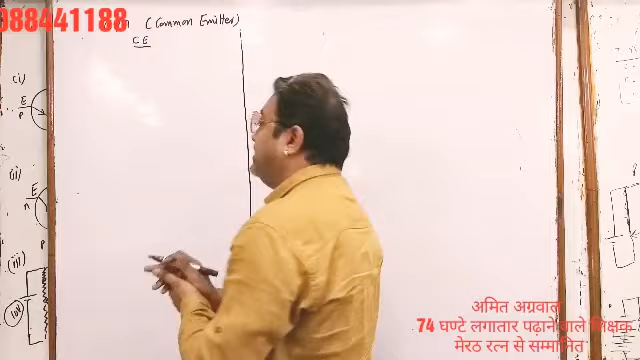 088441188
(Common Emitter)
CE
(i)
E
P
(ii)
E
n
P
(iii)
अमित अग्रवाल
74 घण्टे लगातार पढ़ाने वाले शिक्षक
मेरठ रत्न से सम्मानित